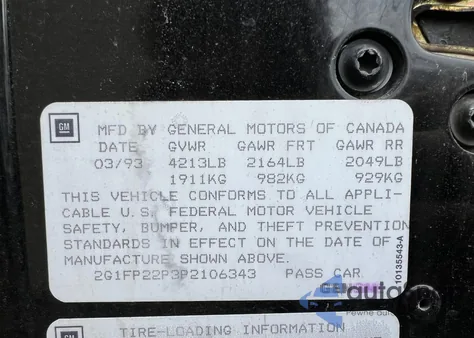 GM
MFD BY GENERAL MOTORS OF CANADA
DATE GVWR GAWR FRT GAWR RR
03/93 4213LB 2164LB 2049LB
1911KG 982KG 929KG
THIS VEHICLE CONFORMS TO ALL APPLI-
CABLE U.S. FEDERAL MOTOR VEHICLE
SAFETY, BUMPER, AND THEFT PREVENTION
STANDARDS IN EFFECT ON THE DATE OF
MANUFACTURE SHOWN ABOVE.
2G1FP22P3P2106343 PASS CAR
10135543-A
GM
TIRE-LOADING INFORMATION